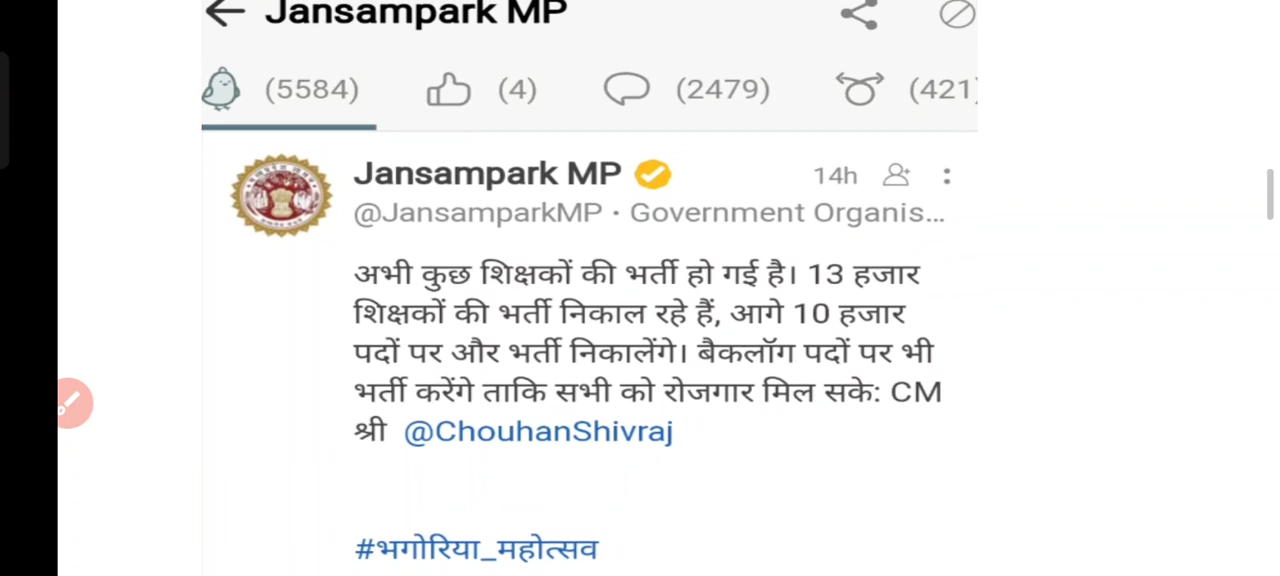 Jansampark MP
(5584) (4) (2479) (421)
Jansampark MP 14h
@JansamparkMP · Government Organis...
अभी कुछ शिक्षकों की भर्ती हो गई है। 13 हजार
शिक्षकों की भर्ती निकाल रहे हैं, आगे 10 हजार
पदों पर और भर्ती निकालेंगे। बैकलॉग पदों पर भी
भर्ती करेंगे ताकि सभी को रोजगार मिल सके: CM
श्री @ChouhanShivraj
#भगोरिया_महोत्सव